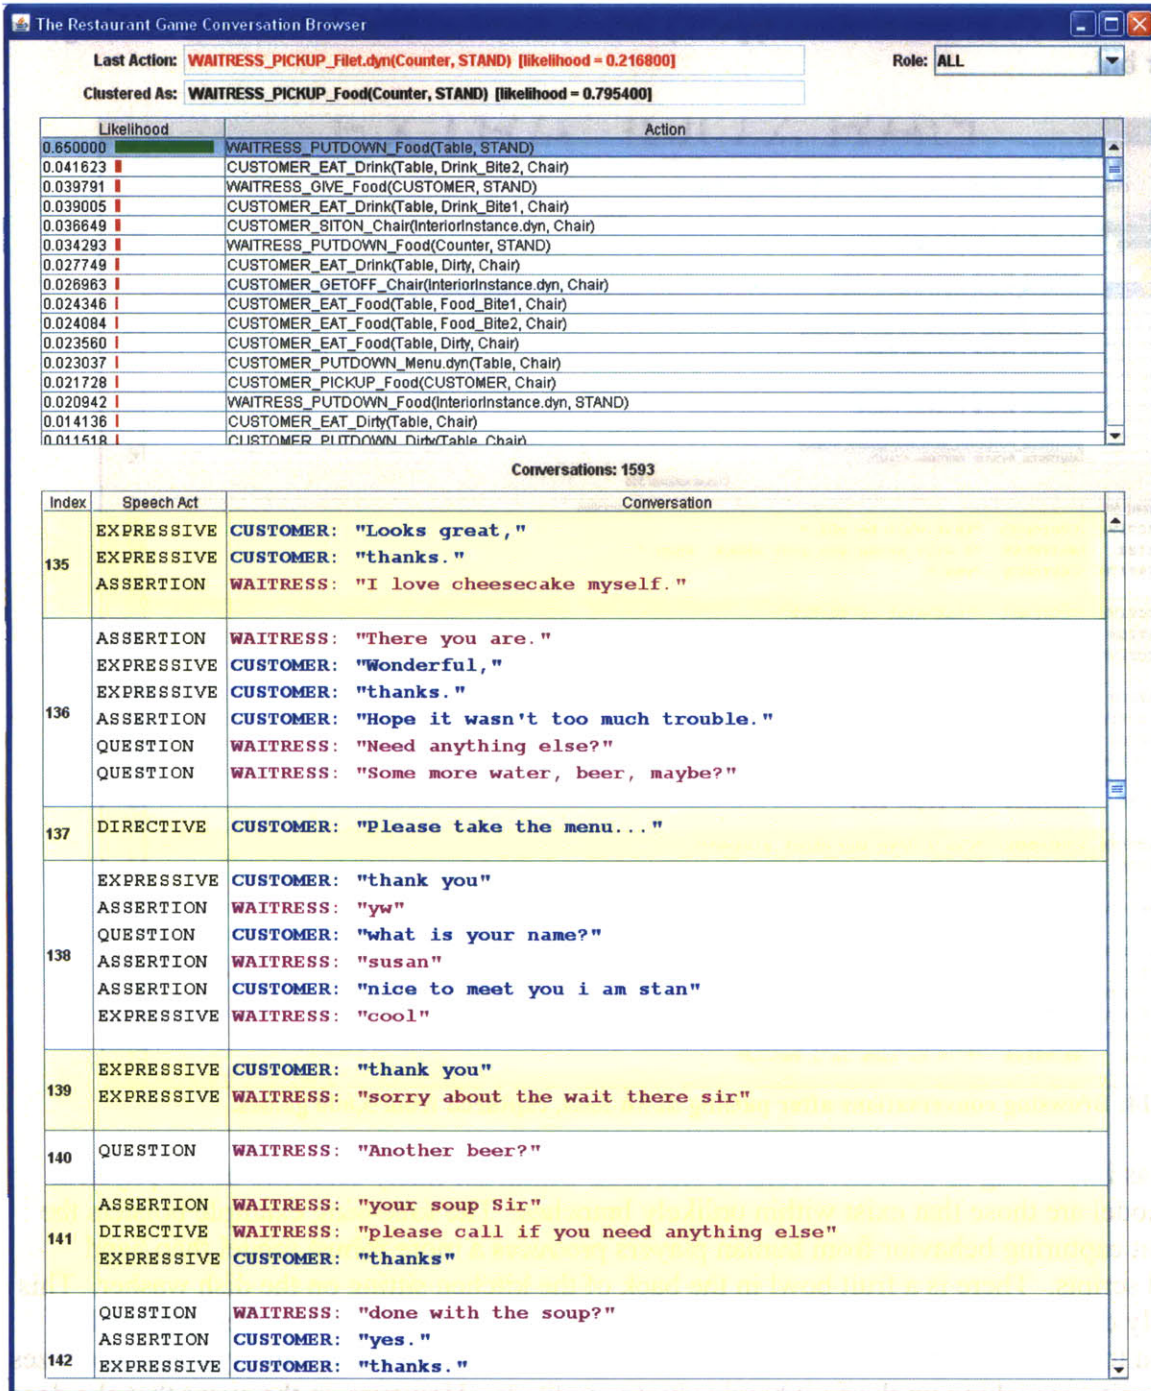 The Restaurant Game Conversation Browser
Last Action: WAITRESS_PICKUP_Filet.dyn(Counter, STAND) [likelihood = 0.216800] Role: ALL
Clustered As: WAITRESS_PICKUP_Food(Counter, STAND) [likelihood = 0.795400]
Likelihood Action
0.650000 WAITRESS_PUTDOWN_Food(Table, STAND)
0.041623 CUSTOMER_EAT_Drink(Table, Drink_Bite2, Chair)
0.039791 WAITRESS_GIVE_Food(CUSTOMER, STAND)
0.039005 CUSTOMER_EAT_Drink(Table, Drink_Bite1, Chair)
0.036649 CUSTOMER_SITON_Chair(InteriorInstance.dyn, Chair)
0.034293 WAITRESS_PUTDOWN_Food(Counter, STAND)
0.027749 CUSTOMER_EAT_Drink(Table, Dirty, Chair)
0.026963 CUSTOMER_GETOFF_Chair(InteriorInstance.dyn, Chair)
0.024346 CUSTOMER_EAT_Food(Table, Food_Bite1, Chair)
0.024084 CUSTOMER_EAT_Food(Table, Food_Bite2, Chair)
0.023560 CUSTOMER_EAT_Food(Table, Dirty, Chair)
0.023037 CUSTOMER_PUTDOWN_Menu.dyn(Table, Chair)
0.021728 CUSTOMER_PICKUP_Food(CUSTOMER, Chair)
0.020942 WAITRESS_PUTDOWN_Food(InteriorInstance.dyn, STAND)
0.014136 CUSTOMER_EAT_Dirty(Table, Chair)
0.011518 CUSTOMER_PUTDOWN_Dirty(Table, Chair)
Conversations: 1593
Index Speech Act Conversation
EXPRESSIVE CUSTOMER: "Looks great,"
135 EXPRESSIVE CUSTOMER: "thanks."
ASSERTION WAITRESS: "I love cheesecake myself."
ASSERTION WAITRESS: "There you are."
EXPRESSIVE CUSTOMER: "Wonderful,"
EXPRESSIVE CUSTOMER: "thanks."
136 ASSERTION CUSTOMER: "Hope it wasn't too much trouble."
QUESTION WAITRESS: "Need anything else?"
QUESTION WAITRESS: "Some more water, beer, maybe?"
137 DIRECTIVE CUSTOMER: "Please take the menu..."
EXPRESSIVE CUSTOMER: "thank you"
ASSERTION WAITRESS: "yw"
QUESTION CUSTOMER: "what is your name?"
138 ASSERTION WAITRESS: "susan"
ASSERTION CUSTOMER: "nice to meet you i am stan"
EXPRESSIVE WAITRESS: "cool"
EXPRESSIVE CUSTOMER: "thank you"
139 EXPRESSIVE WAITRESS: "sorry about the wait there sir"
140 QUESTION WAITRESS: "Another beer?"
ASSERTION WAITRESS: "your soup Sir"
141 DIRECTIVE WAITRESS: "please call if you need anything else"
EXPRESSIVE CUSTOMER: "thanks"
QUESTION WAITRESS: "done with the soup?"
ASSERTION CUSTOMER: "yes."
142 EXPRESSIVE CUSTOMER: "thanks."